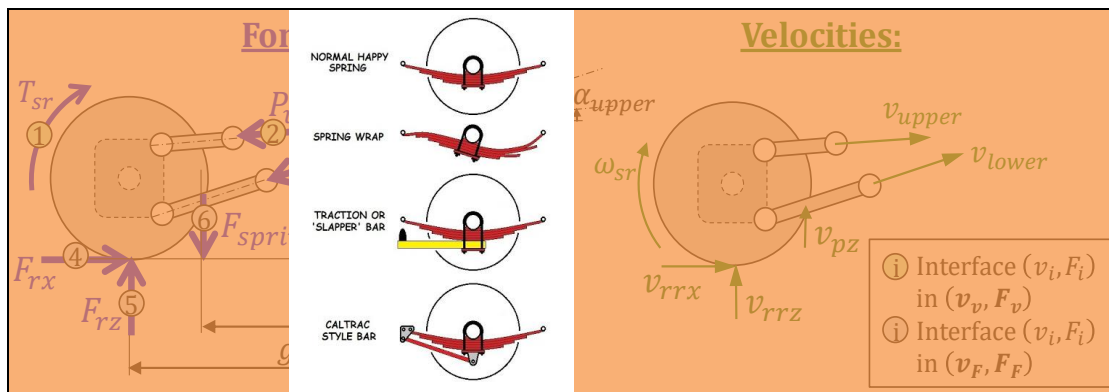 For
T_sr
1
P
2
6
F_spri
4
F_rx
5
F_rz
g
NORMAL HAPPY
SPRING
SPRING WRAP
TRACTION OR
'SLAPPER' BAR
CALTRAC
STYLE BAR
Velocities:
α_upper
v_upper
ω_sr
v_lower
v_pz
v_rrx
v_rrz
i Interface (v_i, F_i)
in (v_v, F_v)
i Interface (v_i, F_i)
in (v_F, F_F)